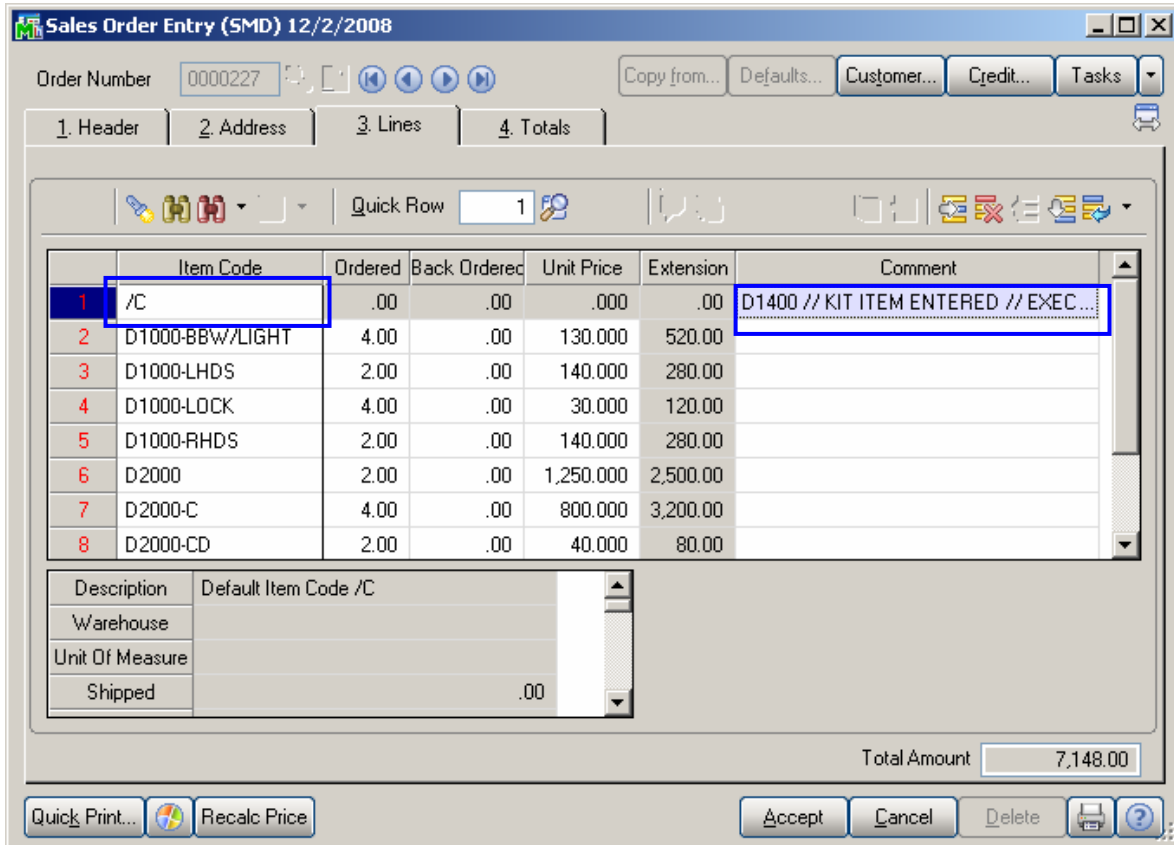 Sales Order Entry (SMD) 12/2/2008
Order Number 0000227 Copy from... Defaults... Customer... Credit... Tasks
1. Header 2. Address 3. Lines 4. Totals
Quick Row 1
Item Code Ordered Back Ordered Unit Price Extension Comment
1 /C .00 .00 .000 .00 D1400 // KIT ITEM ENTERED // EXEC...
2 D1000-BBW/LIGHT 4.00 .00 130.000 520.00
3 D1000-LHDS 2.00 .00 140.000 280.00
4 D1000-LOCK 4.00 .00 30.000 120.00
5 D1000-RHDS 2.00 .00 140.000 280.00
6 D2000 2.00 .00 1,250.000 2,500.00
7 D2000-C 4.00 .00 800.000 3,200.00
8 D2000-CD 2.00 .00 40.000 80.00
Description Default Item Code /C
Warehouse
Unit Of Measure
Shipped .00
Total Amount 7,148.00
Quick Print... Recalc Price Accept Cancel Delete ?